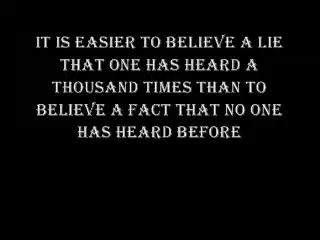 IT IS EASIER TO BELIEVE A LIE
THAT ONE HAS HEARD A
THOUSAND TIMES THAN TO
BELIEVE A FACT THAT NO ONE
HAS HEARD BEFORE